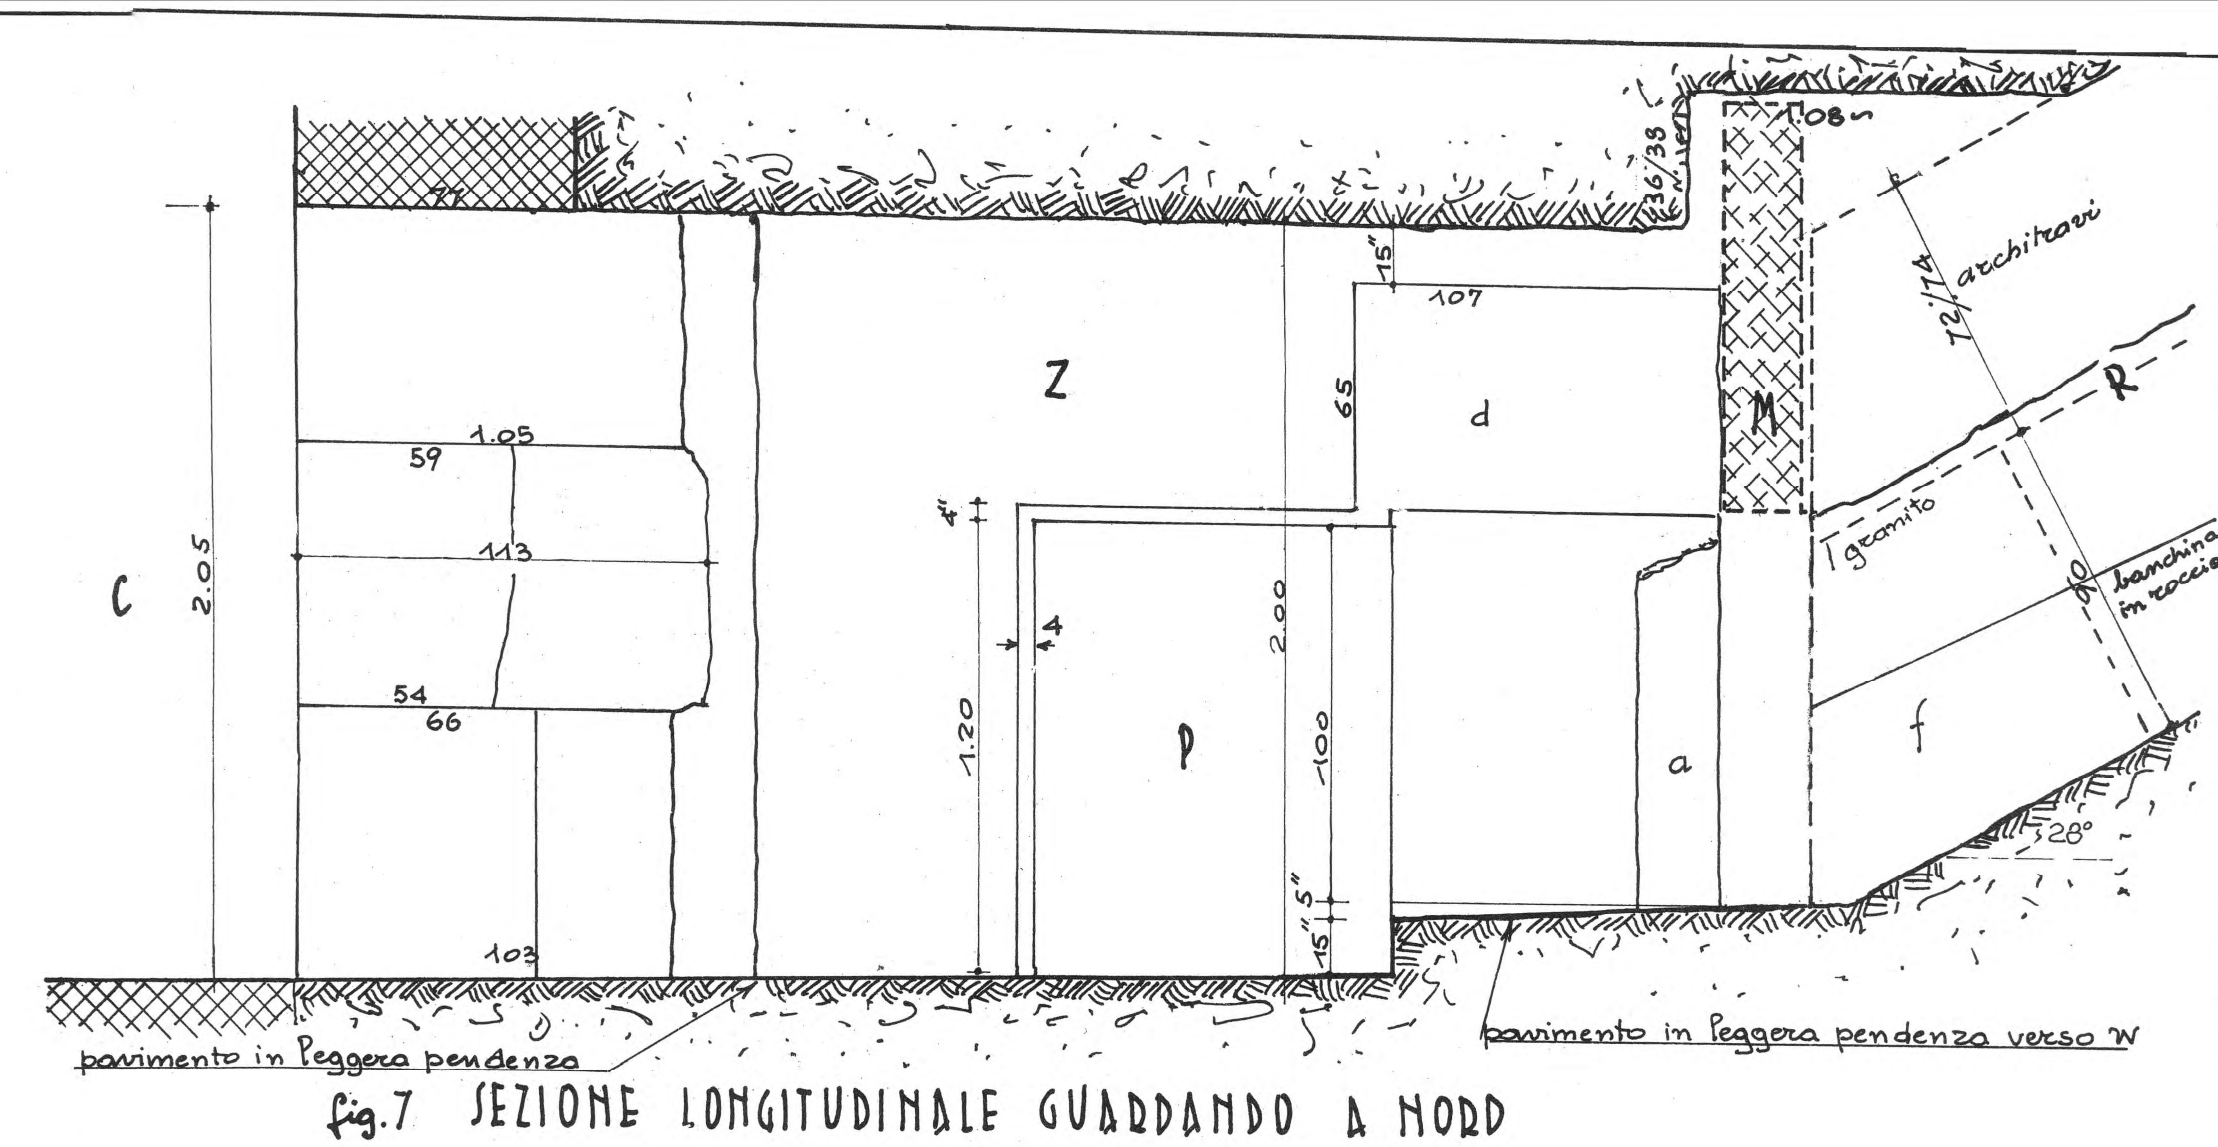 1.08~
136/38
77
15"
architravi
107
72/74
Z
65
d
M
R
1.05
59
4"
granito
113
2.05
C
banchina
in roccia
90
4
2.00
54
66
1.20
P
100
f
a
28°
5"
15"
103
pavimento in leggera pendenza verso W
pavimento in leggera pendenza
fig.7 SEZIONE LONGITUDINALE GUARDANDO A NORD